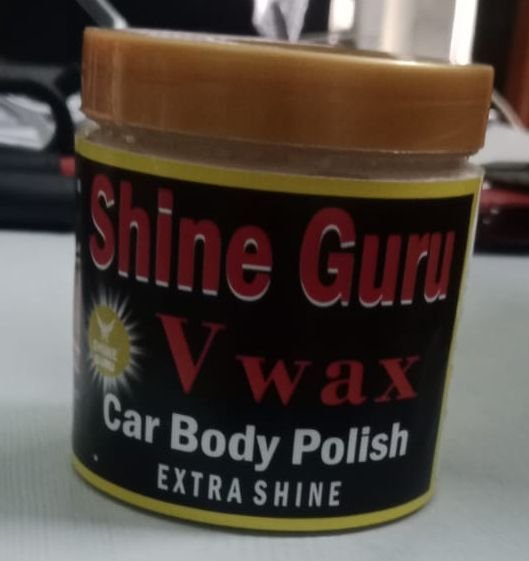 Shine Guru
V wax
Car Body Polish
EXTRA SHINE